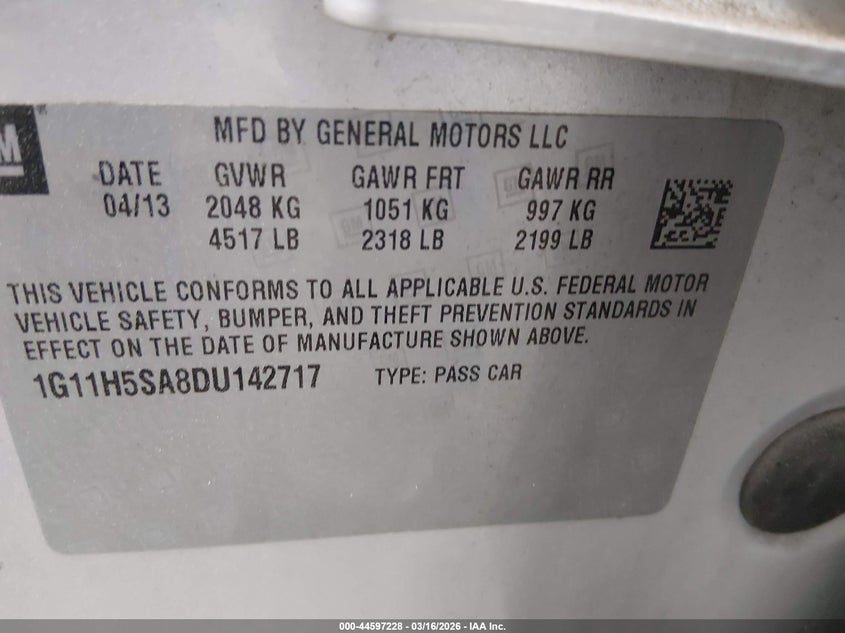 GM
MFD BY GENERAL MOTORS LLC
DATE GVWR GAWR FRT GAWR RR
04/13 2048 KG 1051 KG 997 KG
4517 LB 2318 LB 2199 LB
THIS VEHICLE CONFORMS TO ALL APPLICABLE U.S. FEDERAL MOTOR
VEHICLE SAFETY, BUMPER, AND THEFT PREVENTION STANDARDS IN
EFFECT ON THE DATE OF MANUFACTURE SHOWN ABOVE.
1G11H5SA8DU142717 TYPE: PASS CAR
000-44597228 - 03/16/2026 - IAA Inc.